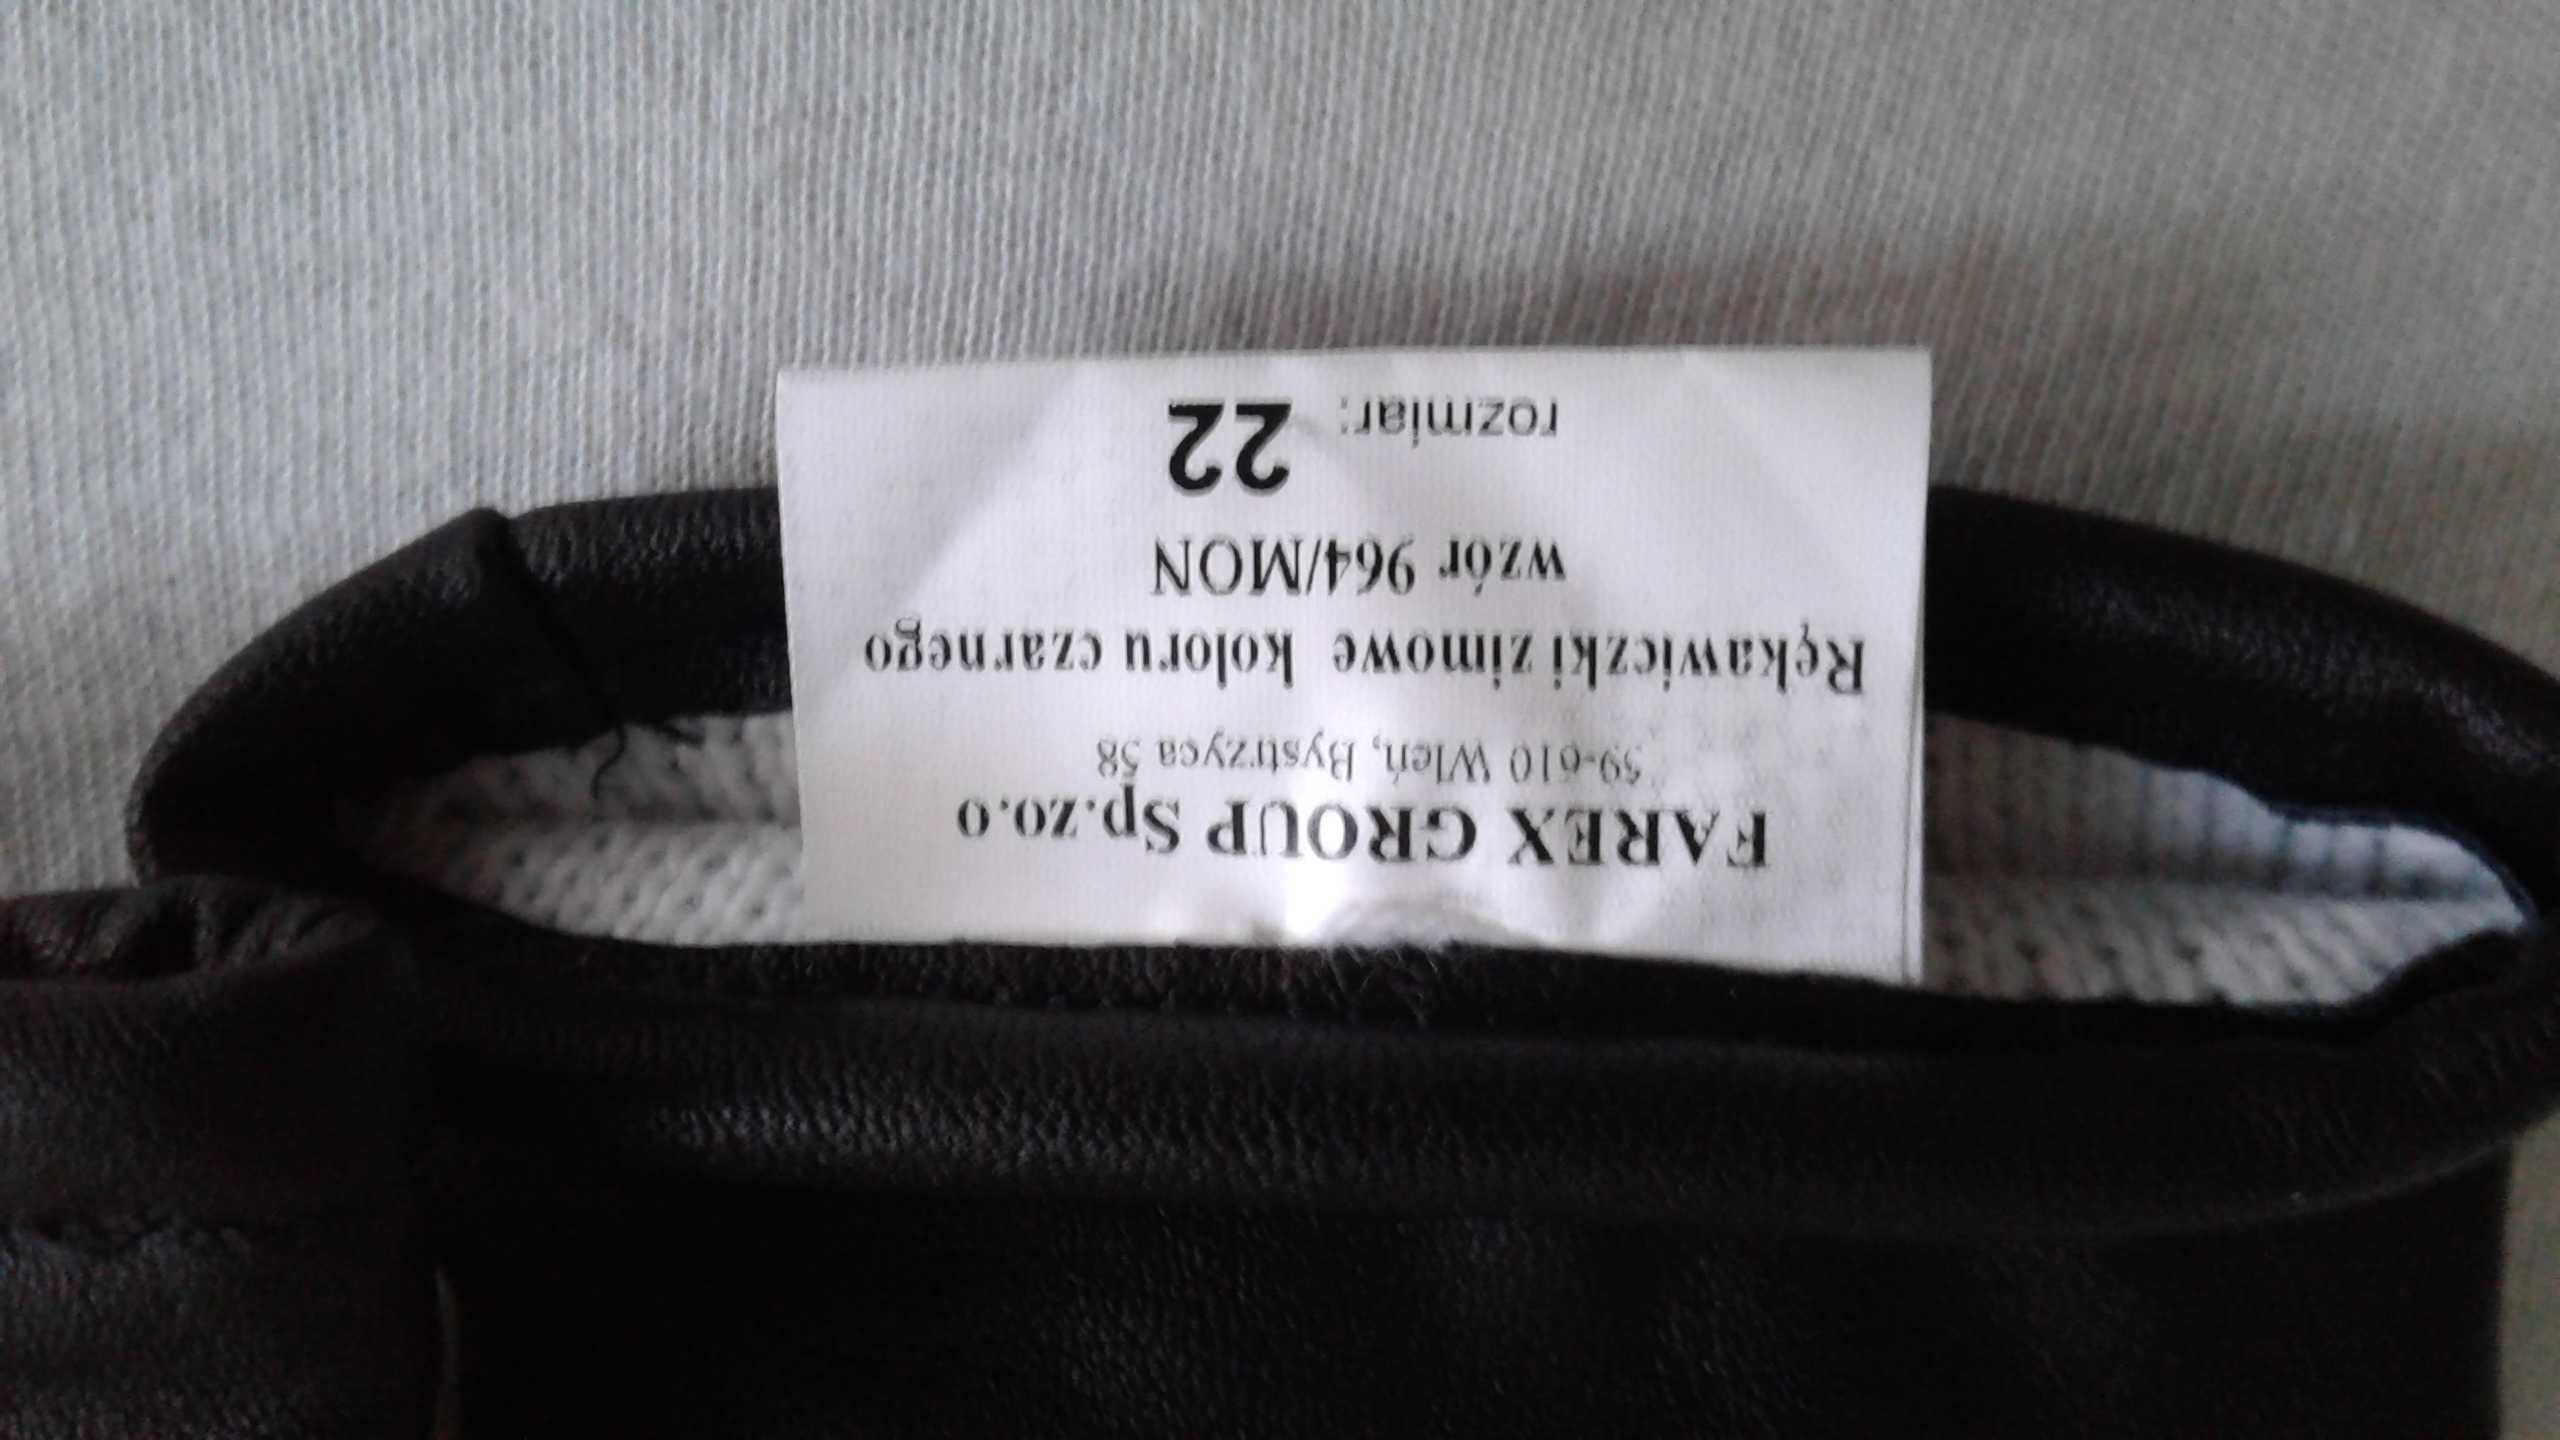 FAREX GROUP Sp.zo.o
59-610 Wleń, Bystrzyca 58
Rękawiczki zimowe koloru czarnego
wzór 964/MON
rozmiar: 22